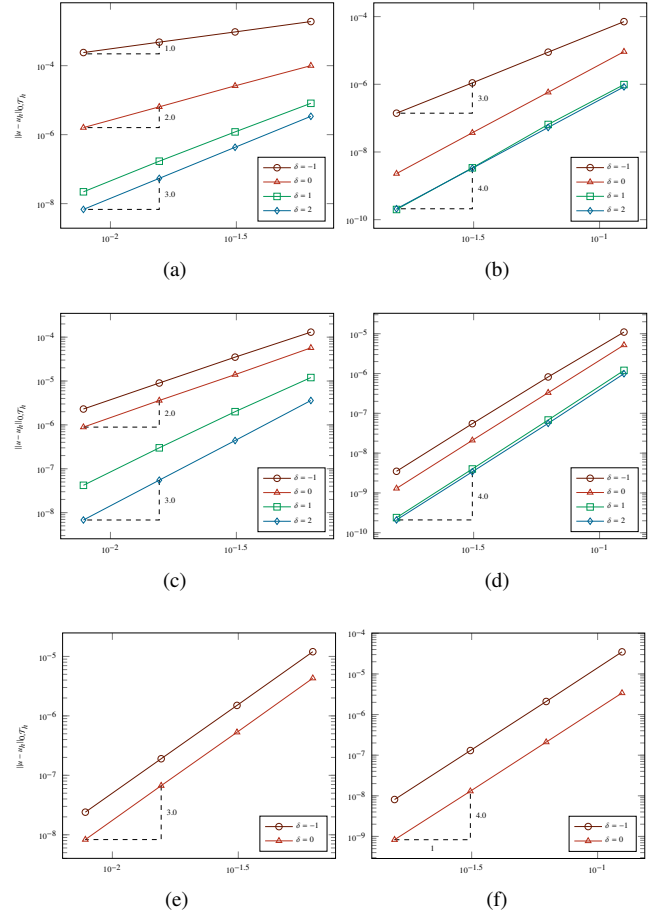 10⁻⁴
10⁻⁶
10⁻⁸
||u − u_h||_{0,𝒯_h}
1.0
2.0
3.0
δ = −1
δ = 0
δ = 1
δ = 2
10⁻²
10⁻¹·⁵
(a)
10⁻⁴
10⁻⁶
10⁻⁸
10⁻¹⁰
3.0
4.0
δ = −1
δ = 0
δ = 1
δ = 2
10⁻¹·⁵
10⁻¹
(b)
10⁻⁴
10⁻⁵
10⁻⁶
10⁻⁷
10⁻⁸
||u − u_h||_{0,𝒯_h}
2.0
3.0
δ = −1
δ = 0
δ = 1
δ = 2
10⁻²
10⁻¹·⁵
(c)
10⁻⁵
10⁻⁶
10⁻⁷
10⁻⁸
10⁻⁹
10⁻¹⁰
4.0
δ = −1
δ = 0
δ = 1
δ = 2
10⁻¹·⁵
10⁻¹
(d)
10⁻⁵
10⁻⁶
10⁻⁷
10⁻⁸
||u − u_h||_{0,𝒯_h}
3.0
δ = −1
δ = 0
10⁻²
10⁻¹·⁵
(e)
10⁻⁴
10⁻⁵
10⁻⁶
10⁻⁷
10⁻⁸
10⁻⁹
4.0
1
δ = −1
δ = 0
10⁻¹·⁵
10⁻¹
(f)